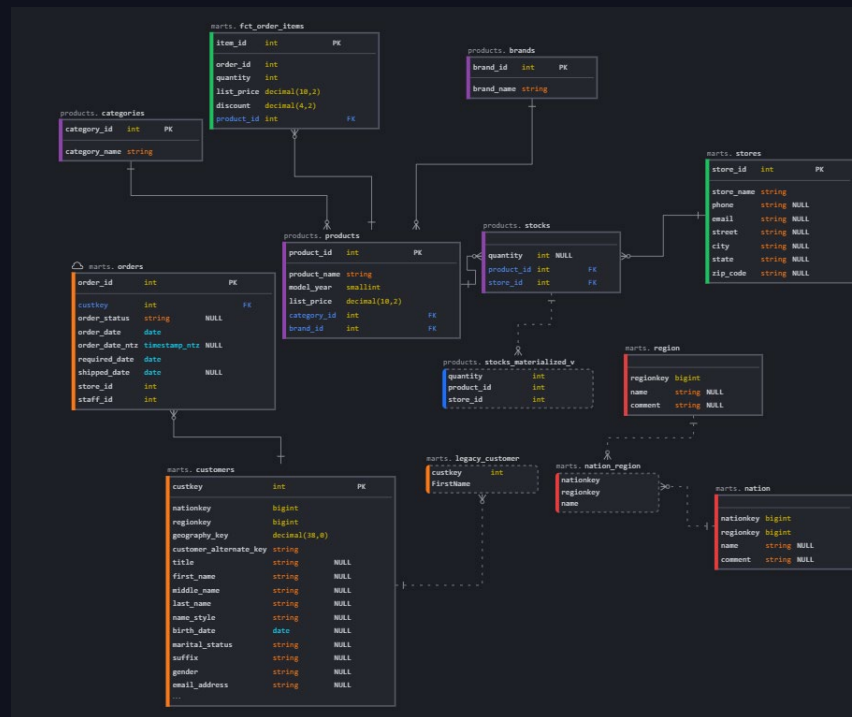 marts. fct_order_items
item_id int PK
order_id int
quantity int
list_price decimal(10,2)
discount decimal(4,2)
product_id int FK
products. brands
brand_id int PK
brand_name string
products. categories
category_id int PK
category_name string
marts. stores
store_id int PK
store_name string
phone string NULL
email string NULL
street string NULL
city string NULL
state string NULL
zip_code string NULL
products. products
product_id int PK
product_name string
model_year smallint
list_price decimal(10,2)
category_id int FK
brand_id int FK
products. stocks
quantity int NULL
product_id int FK
store_id int FK
marts. orders
order_id int PK
custkey int FK
order_status string NULL
order_date date
order_date_ntz timestamp_ntz NULL
required_date date
shipped_date date NULL
store_id int
staff_id int
products. stocks_materialized_v
quantity int
product_id int
store_id int
marts. region
regionkey bigint
name string NULL
comment string NULL
marts. customers
custkey int PK
nationkey bigint
regionkey bigint
geography_key decimal(38,0)
customer_alternate_key string
title string NULL
first_name string NULL
middle_name string NULL
last_name string NULL
name_style string NULL
birth_date date NULL
marital_status string NULL
suffix string NULL
gender string NULL
email_address string NULL
...
marts. legacy_customer
custkey int
FirstName
marts. nation_region
nationkey
regionkey
name
marts. nation
nationkey bigint
regionkey bigint
name string NULL
comment string NULL